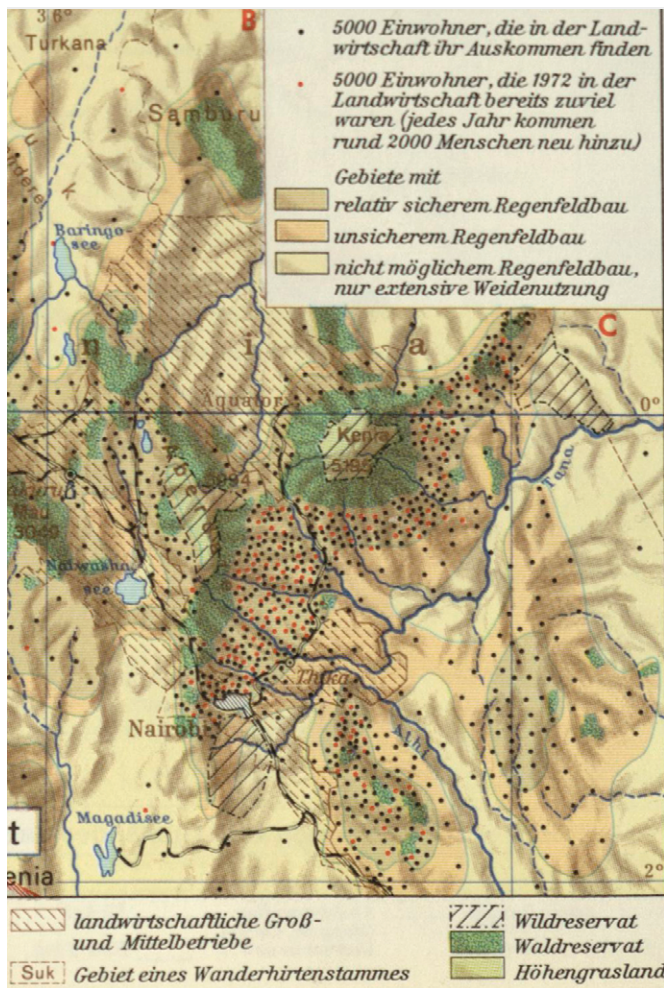 36°
B
Turkana
Samburu
5000 Einwohner, die in der Land-
wirtschaft ihr Auskommen finden
5000 Einwohner, die 1972 in der
Landwirtschaft bereits zuviel
waren (jedes Jahr kommen
rund 2000 Menschen neu hinzu)
Gebiete mit
relativ sicherem Regenfeldbau
unsicherem Regenfeldbau
nicht möglichem Regenfeldbau,
nur extensive Weidenutzung
u
k
Baringo-
see
C
n i a
Äquator
0°
Kenia
5195
Tana
Mau
Naiwasha-
see
Thika
Nairobi
Athi
Magadisee
t
enia
2°
landwirtschaftliche Groß-
und Mittelbetriebe
Suk Gebiet eines Wanderhirtenstammes
Wildreservat
Waldreservat
Höhengrasland